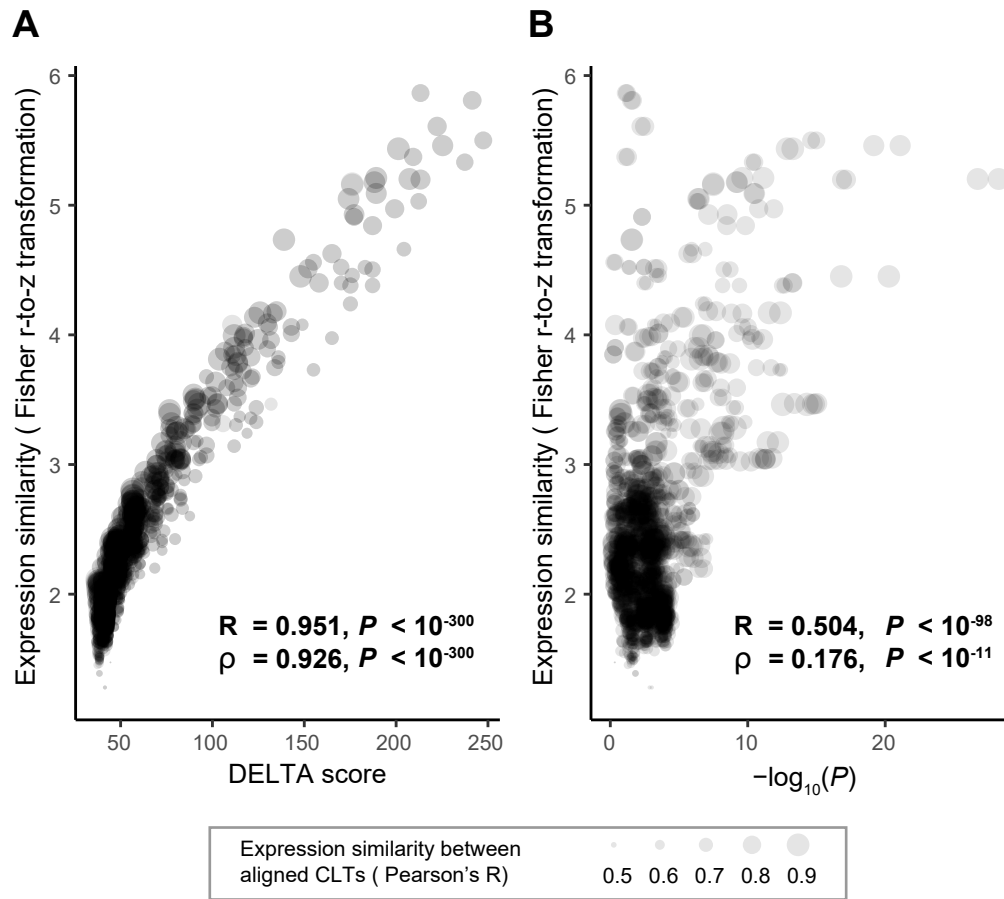 A
Expression similarity ( Fisher r-to-z transformation)
6
5
4
3
2
50
100
150
200
250
DELTA score
R = 0.951, P < 10-300
ρ = 0.926, P < 10-300
B
Expression similarity ( Fisher r-to-z transformation)
6
5
4
3
2
0
10
20
−log10(P)
R = 0.504, P < 10-98
ρ = 0.176, P < 10-11
Expression similarity between
aligned CLTs ( Pearson's R)
0.5 0.6 0.7 0.8 0.9